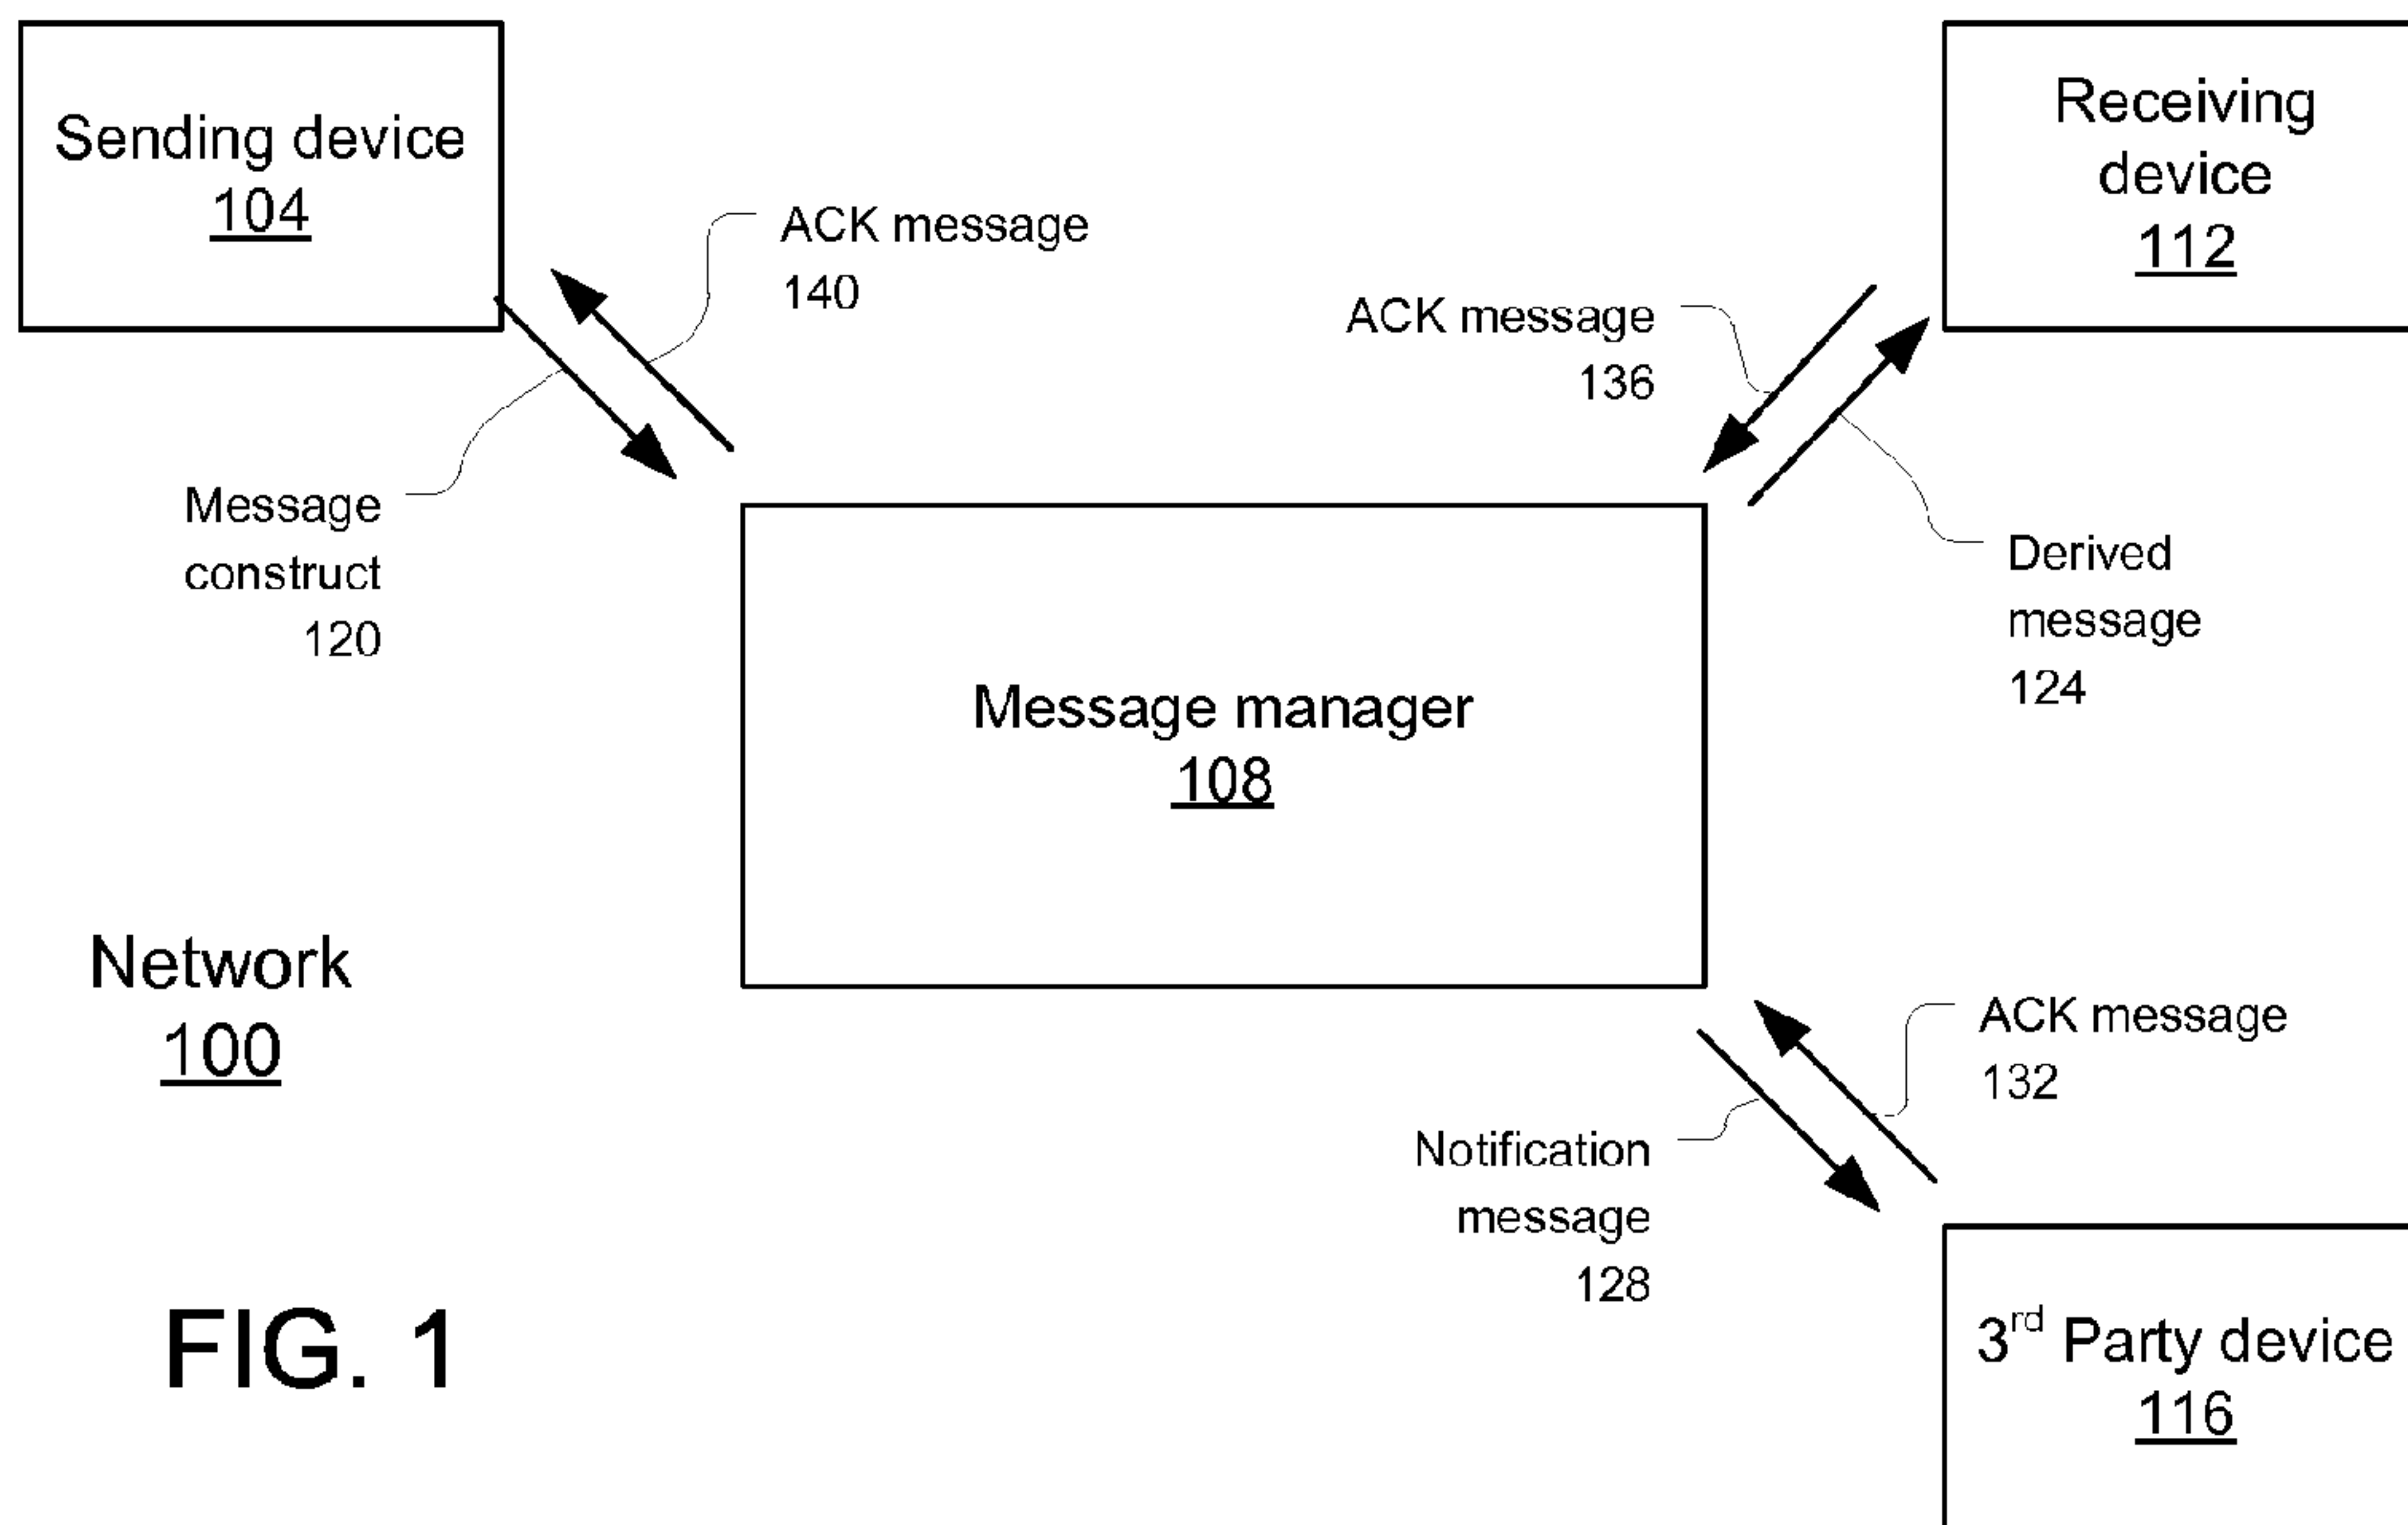 Sending device
104
ACK message
140
Message
construct
120
Receiving
device
112
ACK message
136
Derived
message
124
Message manager
108
Network
100
ACK message
132
Notification
message
128
3rd Party device
116
FIG. 1